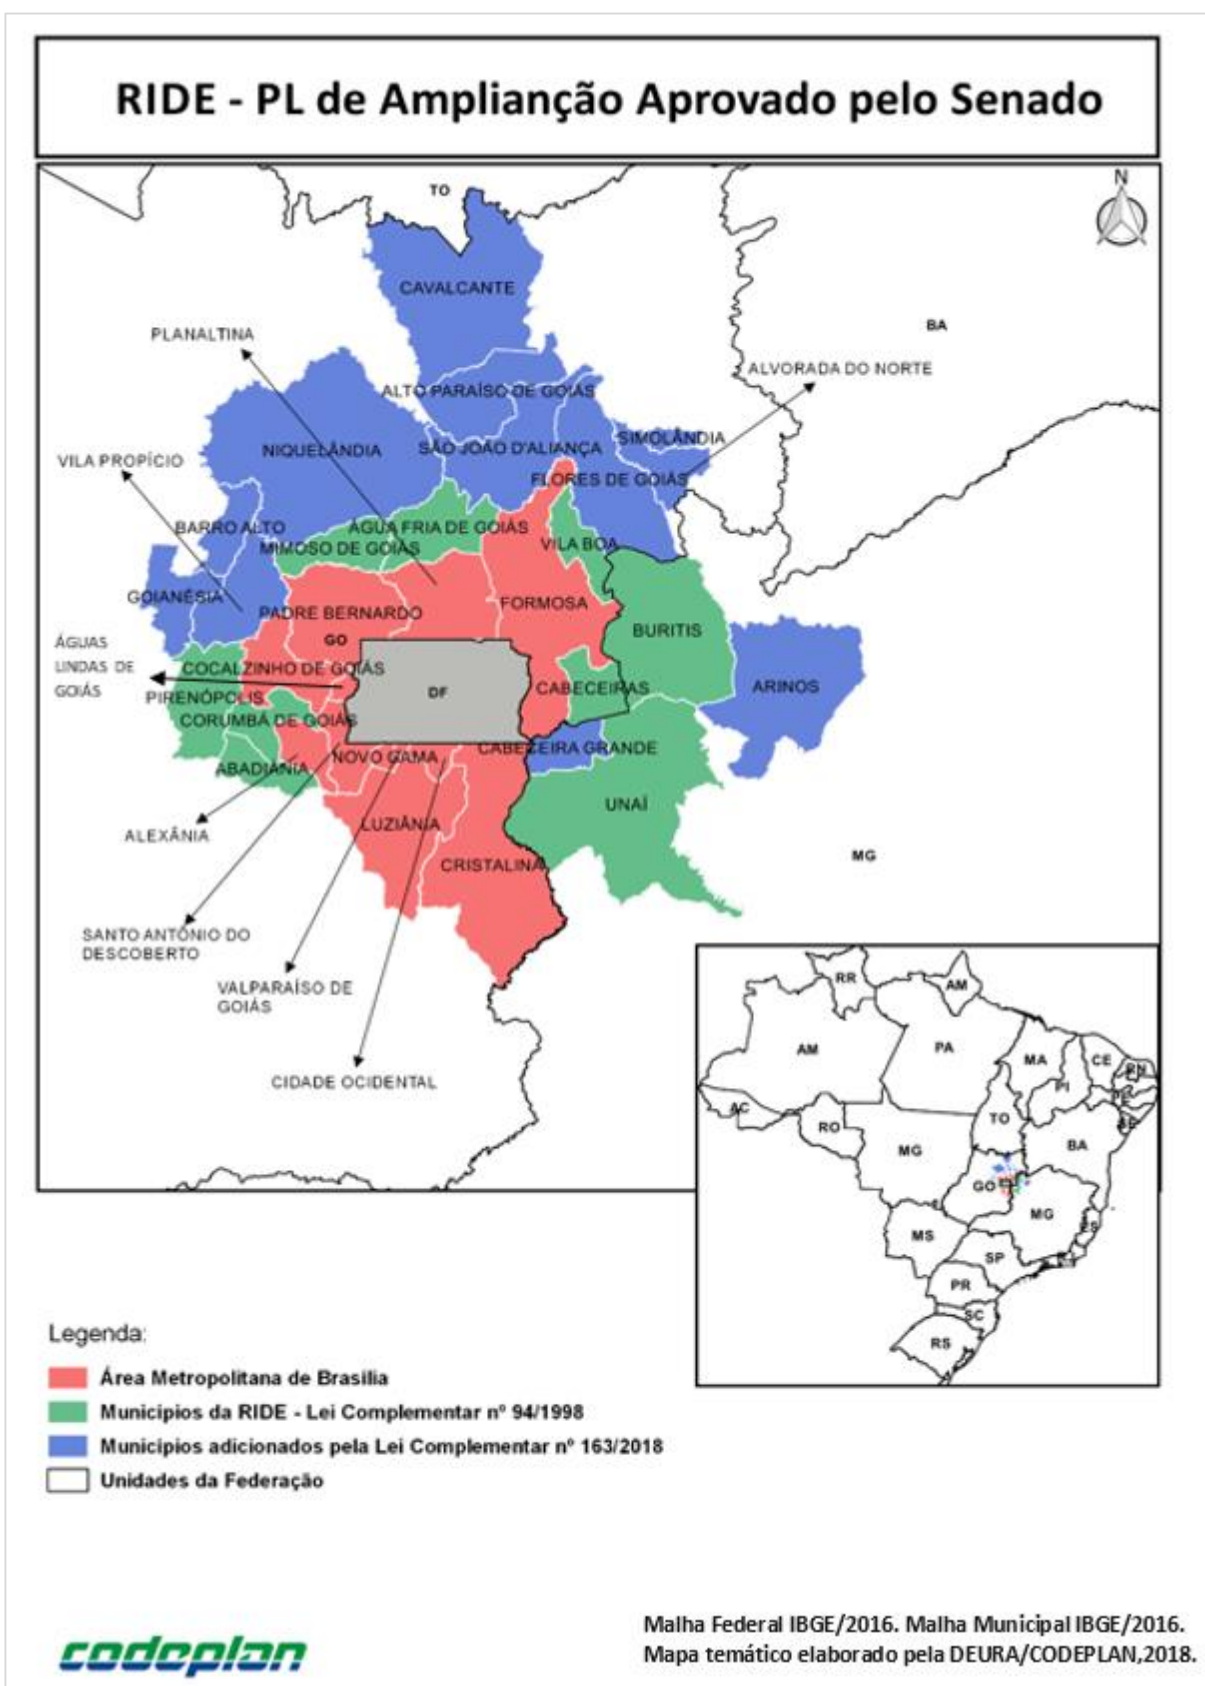 RIDE - PL de Amplianção Aprovado pelo Senado
TO
N
CAVALCANTE
PLANALTINA
BA
ALVORADA DO NORTE
ALTO PARAÍSO DE GOIÁS
SIMOLÂNDIA
NIQUELÂNDIA
SÃO JOÃO D'ALIANÇA
VILA PROPÍCIO
FLORES DE GOIÁS
BARRO ALTO
ÁGUA FRIA DE GOIÁS
MIMOSO DE GOIÁS
VILA BOA
GOIANÉSIA
PADRE BERNARDO
FORMOSA
BURITIS
GO
ÁGUAS
LINDAS DE
GOIÁS
COCALZINHO DE GOIÁS
PIRENÓPOLIS
DF
CABECEIRAS
ARINOS
CORUMBÁ DE GOIÁS
NOVO GAMA
CABECEIRA GRANDE
ABADIÂNIA
UNAÍ
ALEXÂNIA
LUZIÂNIA
CRISTALINA
MG
SANTO ANTÔNIO DO
DESCOBERTO
VALPARAÍSO DE
GOIÁS
CIDADE OCIDENTAL
RR
AM
AM
PA
MA
CE
RN
PI
AC
TO
RO
BA
MG
GO
MG
ES
MS
SP
PR
SC
RS
Legenda:
Área Metropolitana de Brasilia
Municípios da RIDE - Lei Complementar nº 94/1998
Municípios adicionados pela Lei Complementar nº 163/2018
Unidades da Federação
codeplan
Malha Federal IBGE/2016. Malha Municipal IBGE/2016.
Mapa temático elaborado pela DEURA/CODEPLAN,2018.